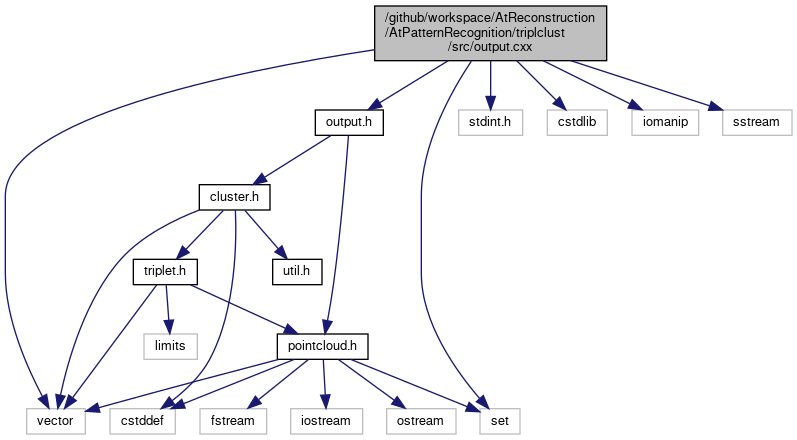 /github/workspace/AtReconstruction
/AtPatternRecognition/triplclust
/src/output.cxx
output.h
stdint.h
cstdlib
iomanip
sstream
cluster.h
triplet.h
util.h
limits
pointcloud.h
vector
cstddef
fstream
iostream
ostream
set